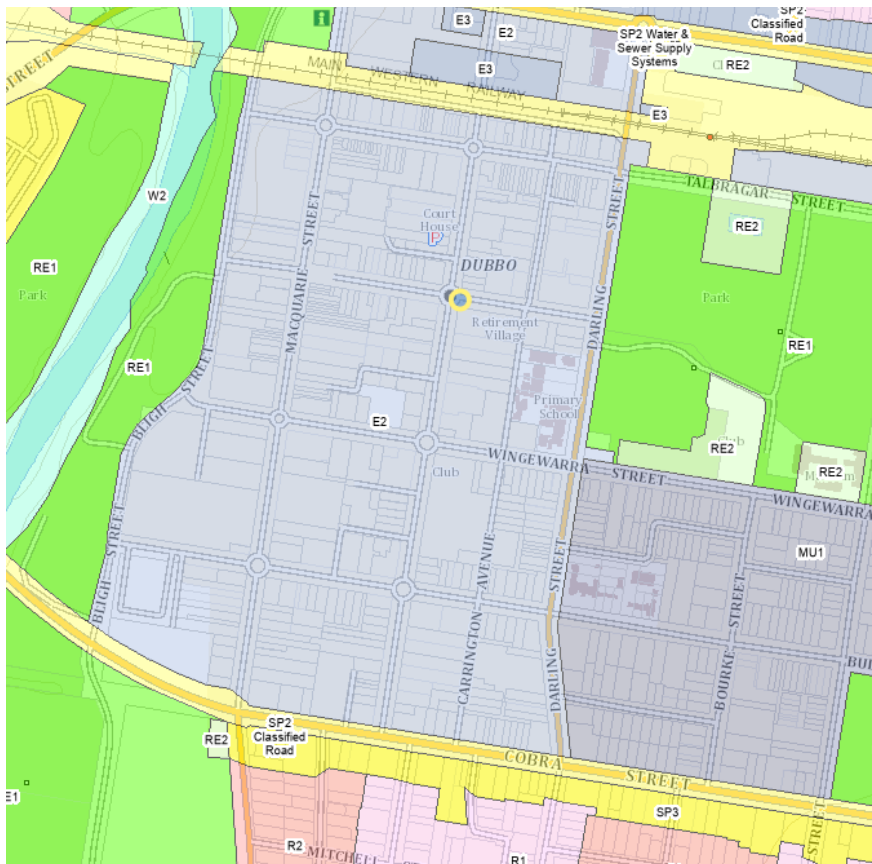 E3
E2
SP2
Classified
Road
SP2 Water &
Sewer Supply
Systems
STREET
RE2
E3
MAIN WESTERN
RAILWAY
E3
TALBRAGAR STREET
W2
MACQUARIE STREET
Court
House
P
DARLING STREET
RE2
RE1
Park
DUBBO
Park
Retirement
Village
RE1
RE1
BLIGH STREET
Primary
School
E2
Club
RE2
Club
WINGEWARRA STREET
RE2
WINGEWARRA
MU1
BLIGH STREET
CARRINGTON AVENUE
DARLING STREET
BOURKE STREET
BUL
SP2
Classified
Road
RE2
COBRA STREET
E1
SP3
STREET
R2
MITCHELL
R1